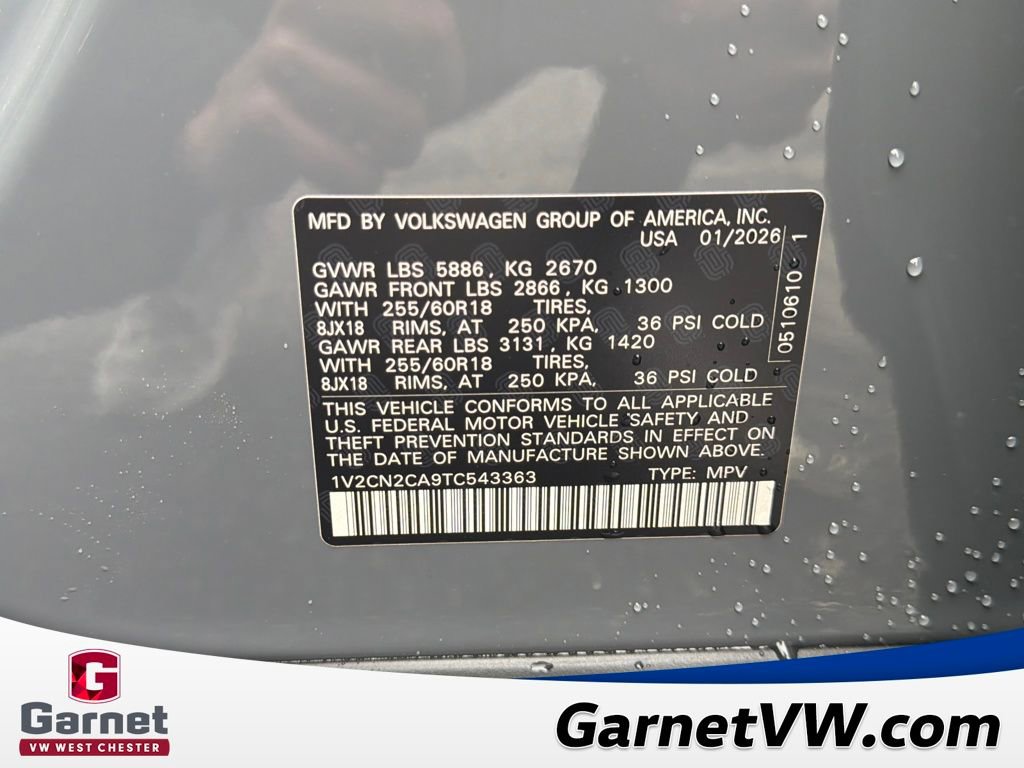 MFD BY VOLKSWAGEN GROUP OF AMERICA, INC.
USA 01/2026
GVWR LBS 5886, KG 2670
GAWR FRONT LBS 2866, KG 1300
WITH 255/60R18 TIRES,
8JX18 RIMS, AT 250 KPA, 36 PSI COLD
GAWR REAR LBS 3131, KG 1420
WITH 255/60R18 TIRES,
8JX18 RIMS, AT 250 KPA, 36 PSI COLD
0510610 1
THIS VEHICLE CONFORMS TO ALL APPLICABLE
U.S. FEDERAL MOTOR VEHICLE SAFETY AND
THEFT PREVENTION STANDARDS IN EFFECT ON
THE DATE OF MANUFACTURE SHOWN ABOVE.
1V2CN2CA9TC543363 TYPE: MPV
G
Garnet
VW WEST CHESTER
GarnetVW.com